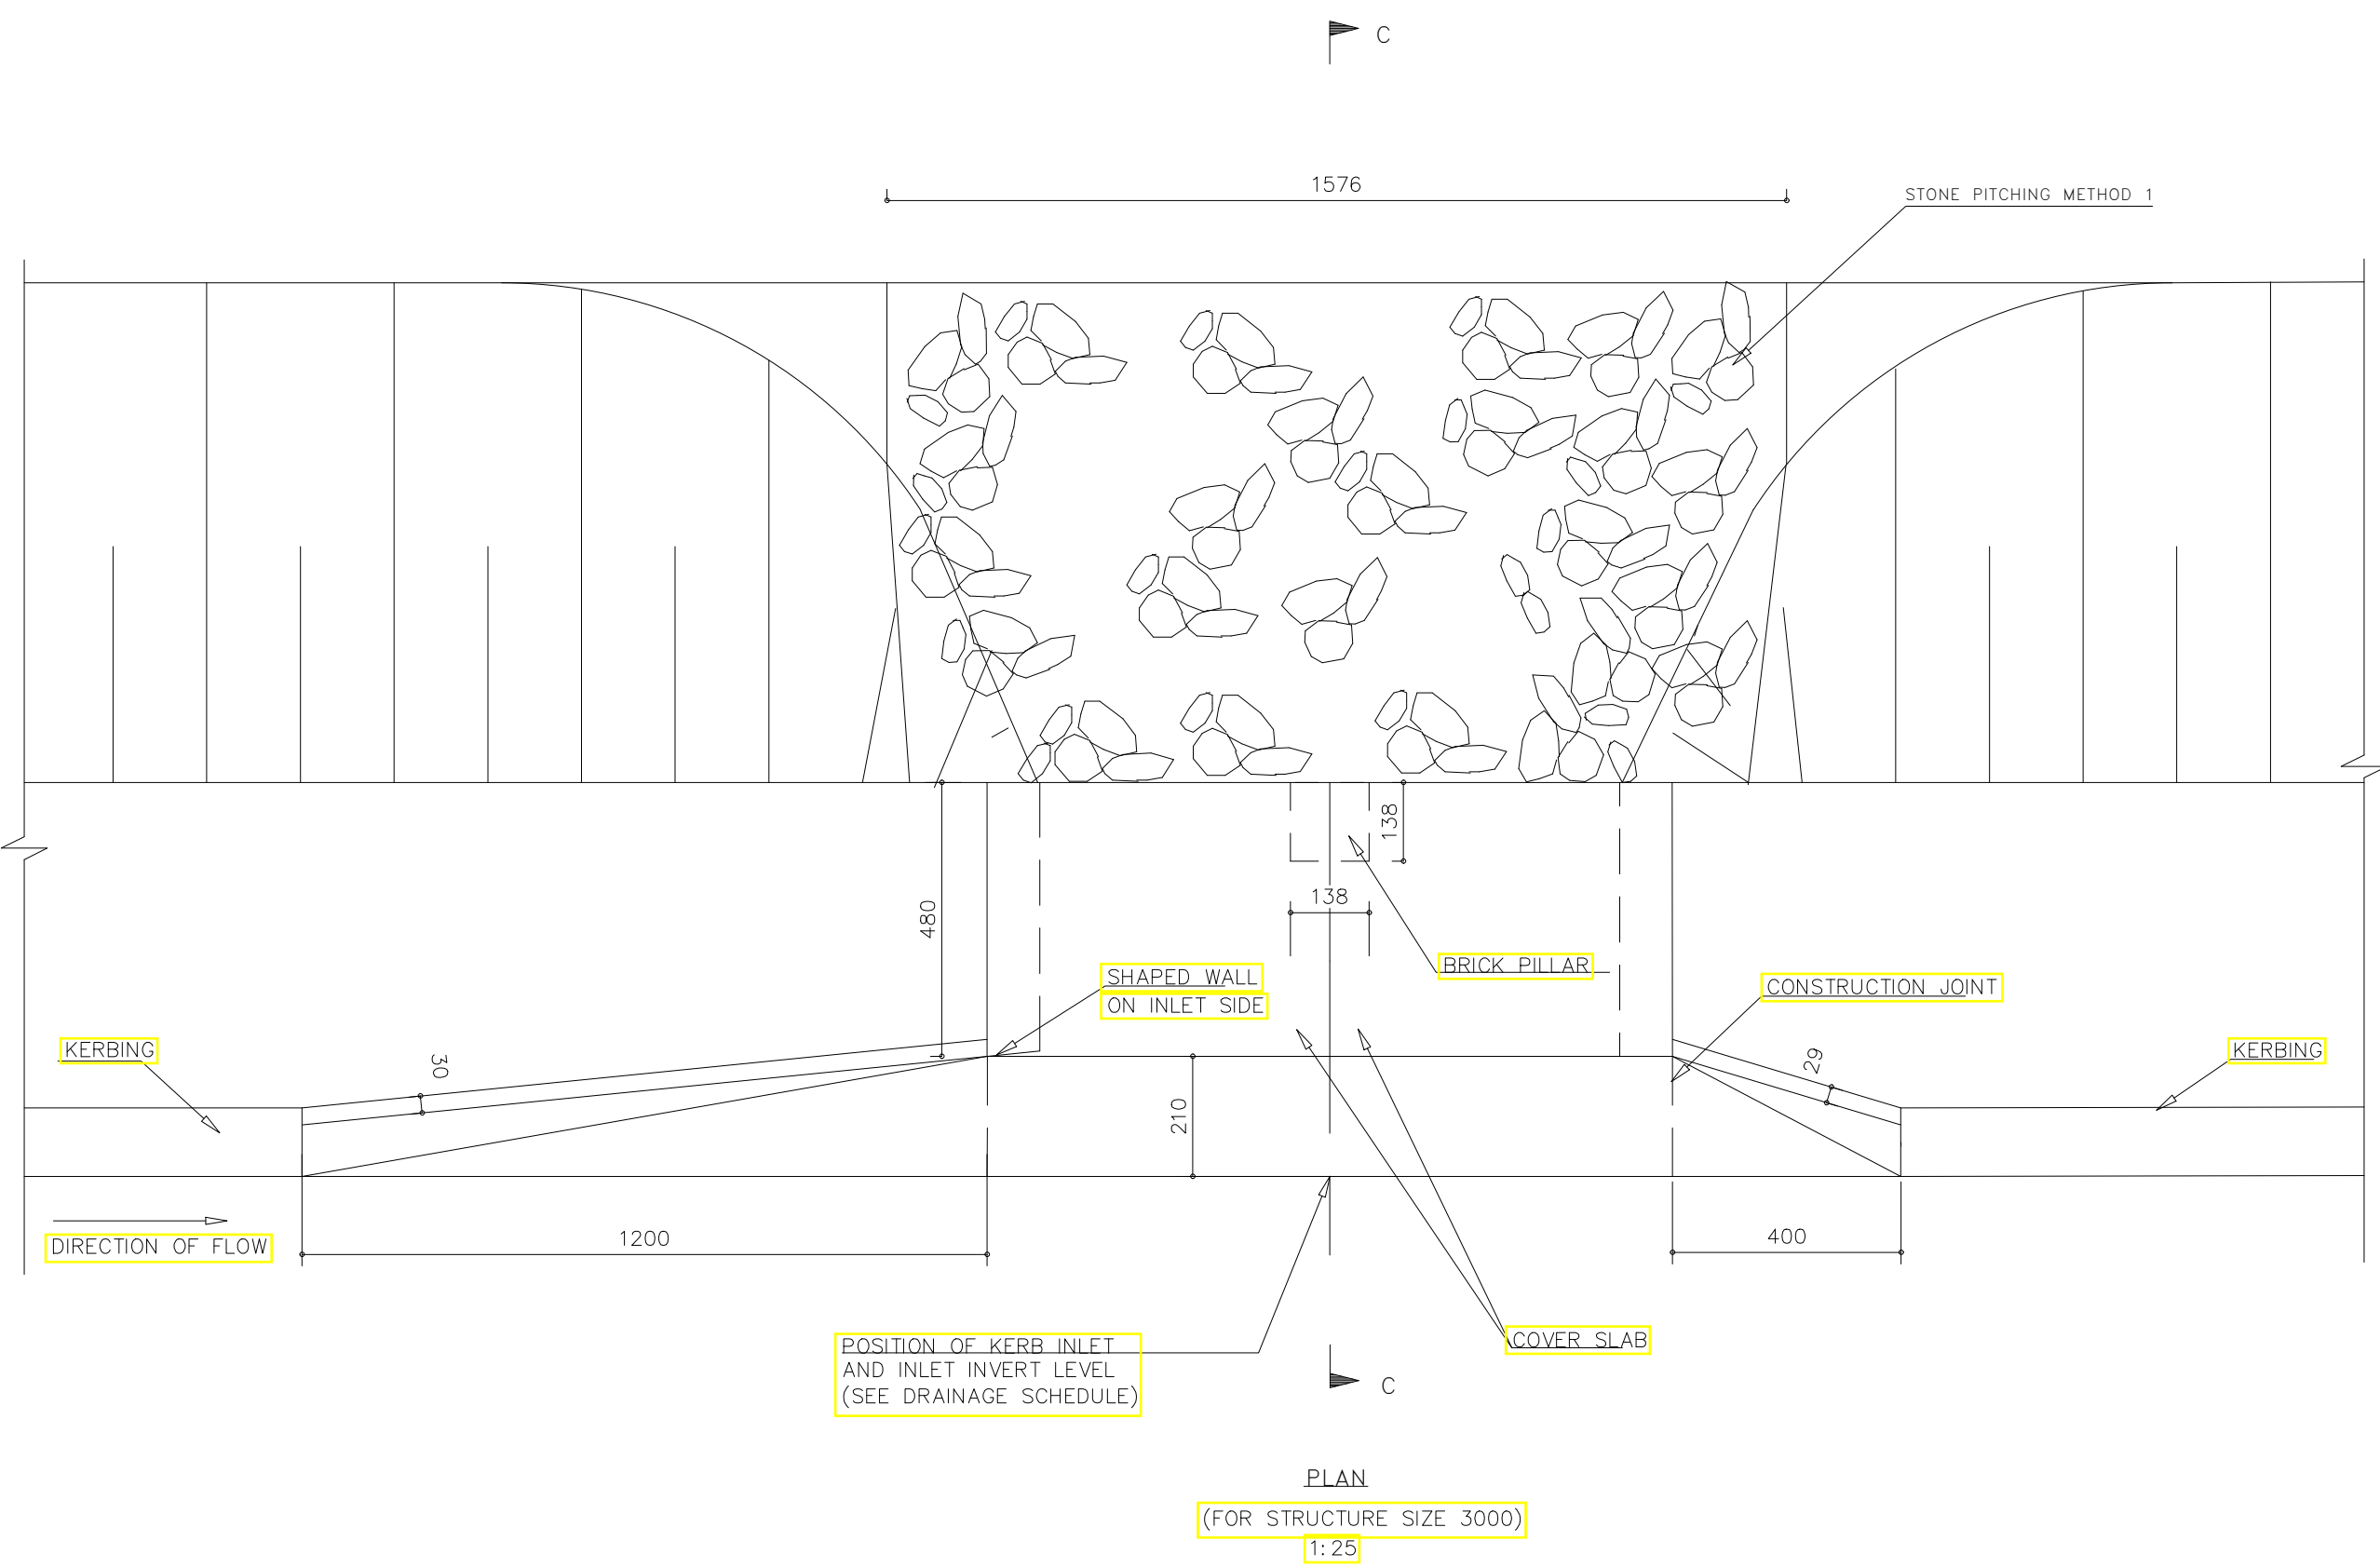 C
1576
STONE PITCHING METHOD 1
138
138
480
BRICK PILLAR
SHAPED WALL
ON INLET SIDE
CONSTRUCTION JOINT
KERBING
30
29
KERBING
210
DIRECTION OF FLOW
1200
400
POSITION OF KERB INLET
AND INLET INVERT LEVEL
(SEE DRAINAGE SCHEDULE)
COVER SLAB
C
PLAN
(FOR STRUCTURE SIZE 3000)
1:25